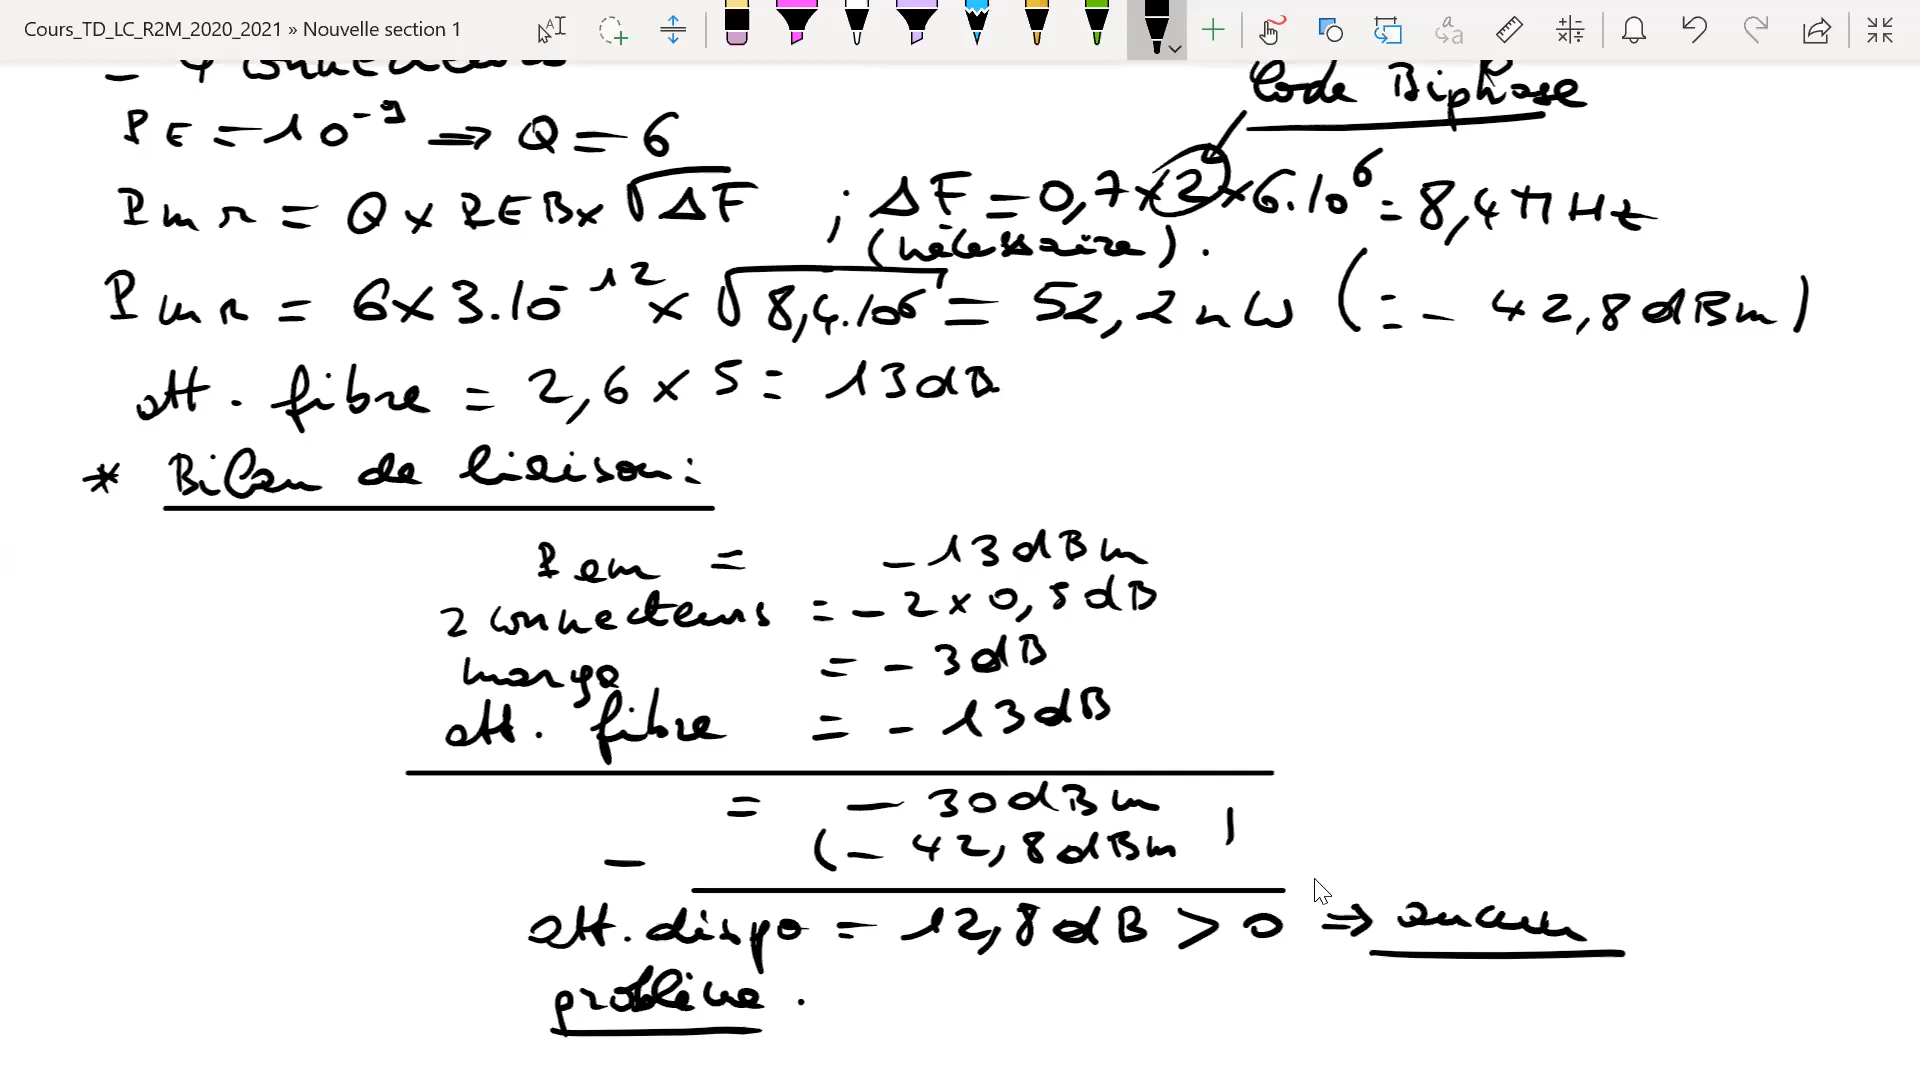 Cours_TD_LC_R2M_2020_2021 » Nouvelle section 1
- 4 connecteurs
Code Biphase
PE = 10⁻⁹ ⇒ Q = 6
Pmr = Q × PEB × √ΔF ; ΔF = 0,7 × 2 × 6.10⁶ = 8,4 MHz
(nécessaire).
Pmr = 6 × 3.10⁻¹² × √8,4.10⁶ = 52,2 nW (= - 42,8 dBm)
att. fibre = 2,6 × 5 = 13 dB
* Bilan de liaison :
Pem = - 13 dBm
2 connecteurs = - 2 × 0,5 dB
marge = - 3 dB
att. fibre = - 13 dB
= - 30 dBm
- (- 42,8 dBm)
att. dispo = 12,8 dB > 0 ⇒ aucun
problème.